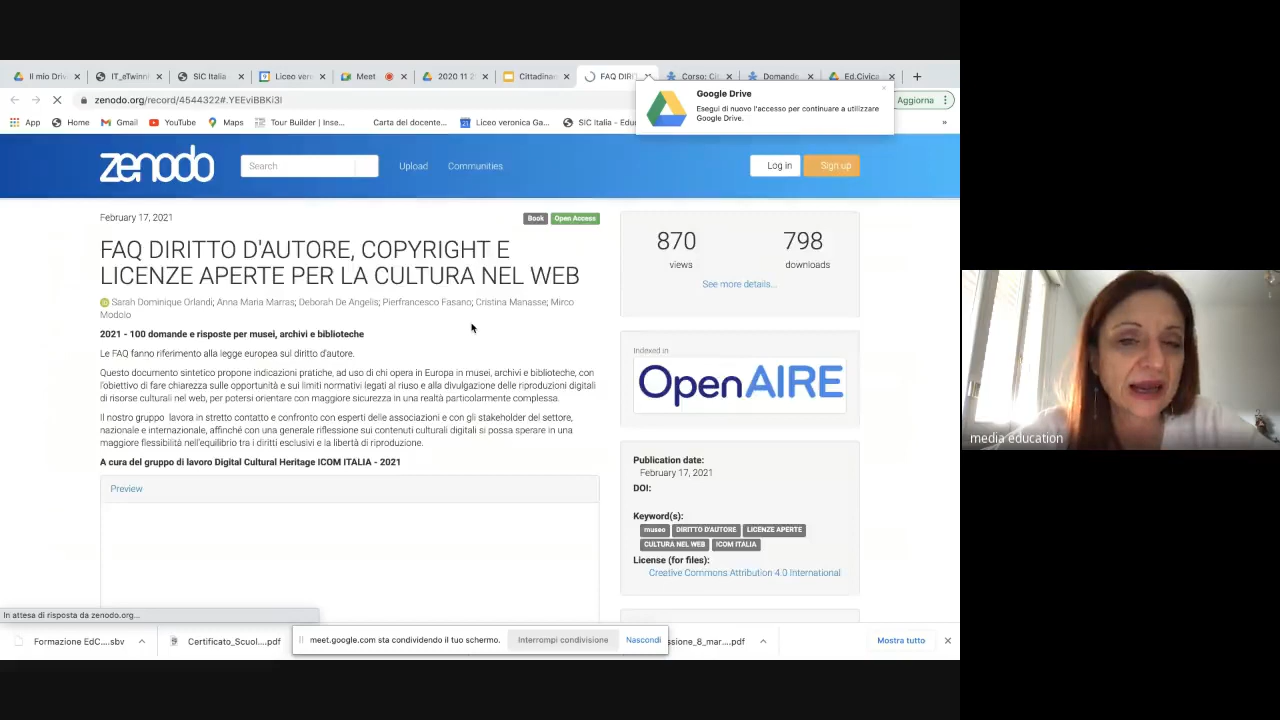 Il mio Driv
IT_eTwinni
SIC Italia
Liceo vero
Meet
2020 11 2
Cittadinan
FAQ DIRI
Corso: Cit
Domande
Ed.Civica
zenodo.org/record/4544322#.YEEviBBKi3I
Aggiorna
App
Home
Gmail
YouTube
Maps
Tour Builder | Inse...
Carta del docente...
Liceo veronica Ga...
SIC Italia - Edu
»
Google Drive
Esegui di nuovo l'accesso per continuare a utilizzare
Google Drive.
zenodo
Search
Upload
Communities
Log in
Sign up
February 17, 2021
Book
Open Access
FAQ DIRITTO D'AUTORE, COPYRIGHT E
LICENZE APERTE PER LA CULTURA NEL WEB
Sarah Dominique Orlandi; Anna Maria Marras; Deborah De Angelis; Pierfrancesco Fasano; Cristina Manasse; Mirco
Modolo
2021 - 100 domande e risposte per musei, archivi e biblioteche
Le FAQ fanno riferimento alla legge europea sul diritto d'autore.
Questo documento sintetico propone indicazioni pratiche, ad uso di chi opera in Europa in musei, archivi e biblioteche, con
l'obiettivo di fare chiarezza sulle opportunità e sui limiti normativi legati al riuso e alla divulgazione delle riproduzioni digitali
di risorse culturali nel web, per potersi orientare con maggiore sicurezza in una realtà particolarmente complessa.
Il nostro gruppo lavora in stretto contatto e confronto con esperti delle associazioni e con gli stakeholder del settore,
nazionale e internazionale, affinché con una generale riflessione sui contenuti culturali digitali si possa sperare in una
maggiore flessibilità nell'equilibrio tra i diritti esclusivi e la libertà di riproduzione.
A cura del gruppo di lavoro Digital Cultural Heritage ICOM ITALIA - 2021
Preview
870
views
798
downloads
See more details...
Indexed in
OpenAIRE
Publication date:
February 17, 2021
DOI:
Keyword(s):
museo
DIRITTO D'AUTORE
LICENZE APERTE
CULTURA NEL WEB
ICOM ITALIA
License (for files):
Creative Commons Attribution 4.0 International
media education
In attesa di risposta da zenodo.org...
Formazione EdC....sbv
Certificato_Scuol....pdf
meet.google.com sta condividendo il tuo schermo.
Interrompi condivisione
Nascondi
ssione_8_mar....pdf
Mostra tutto